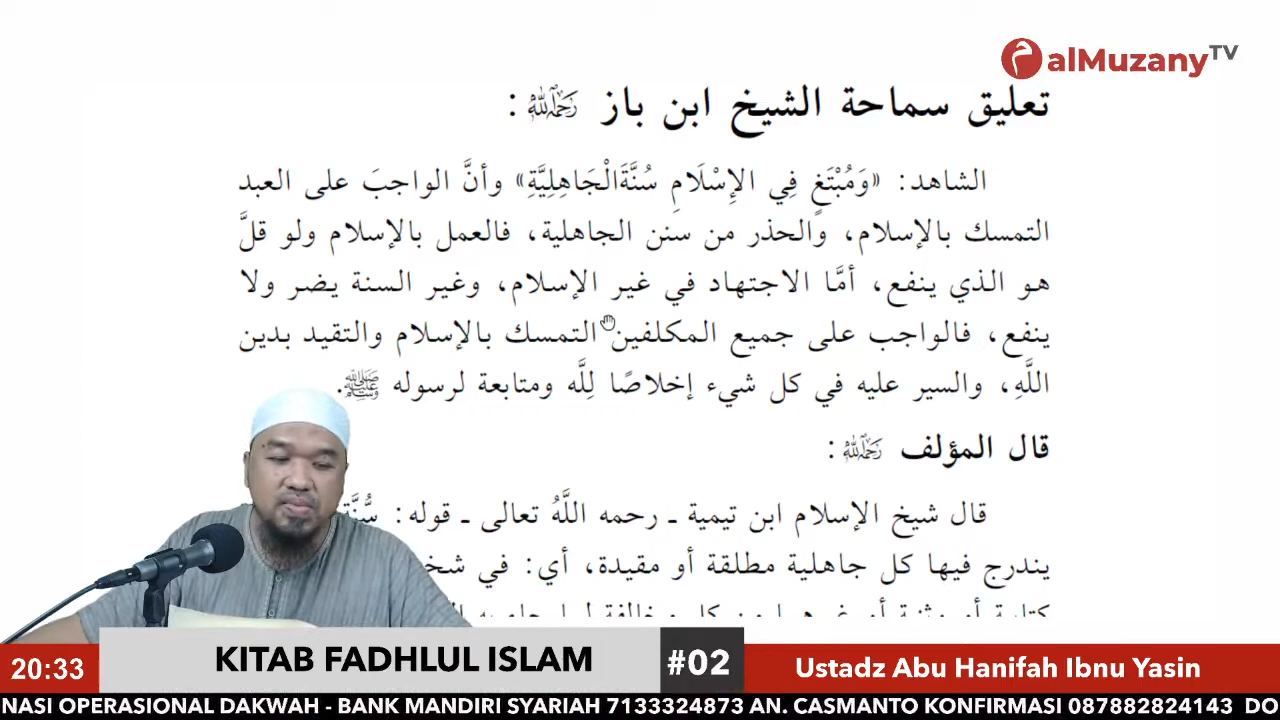 alMuzanyTV
تعليق سماحة الشيخ ابن باز رَحِمَهُ اللَّهُ :
الشاهد: «وَمُبْتَغٍ فِي الإِسْلَامِ سُنَّةَالْجَاهِلِيَّةِ» وأنَّ الواجبَ على العبد
التمسك بالإسلام، والحذر من سنن الجاهلية، فالعمل بالإسلام ولو قلَّ
هو الذي ينفع، أمَّا الاجتهاد في غير الإسلام، وغير السنة يضر ولا
ينفع، فالواجب على جميع المكلفين التمسك بالإسلام والتقيد بدين
اللَّهِ، والسير عليه في كل شيء إخلاصًا لِلَّه ومتابعة لرسوله ﷺ.
قال المؤلف رَحِمَهُ اللَّهُ :
قال شيخ الإسلام ابن تيمية ـ رحمه اللَّهُ تعالى ـ قوله: سُنَّة
يندرج فيها كل جاهلية مطلقة أو مقيدة، أي: في
20:33
KITAB FADHLUL ISLAM
#02
Ustadz Abu Hanifah Ibnu Yasin
NASI OPERASIONAL DAKWAH - BANK MANDIRI SYARIAH 7133324873 AN. CASMANTO KONFIRMASI 087882824143 DO